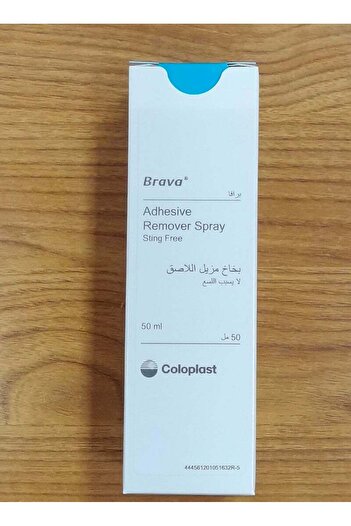 Brava®
برافا
Adhesive
Remover Spray
Sting Free
بخاخ مزيل اللاصق
لا يسبب اللسع
50 ml
50 مل
Coloplast
444561201051632R-5